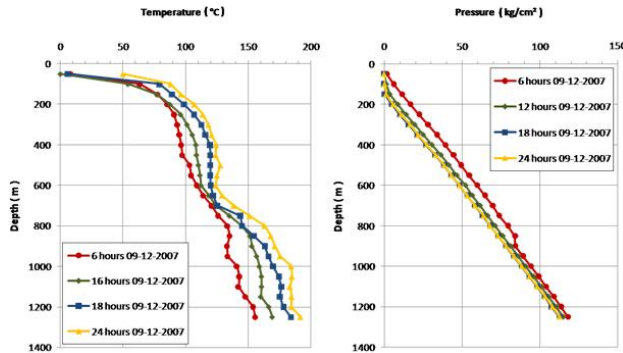 Temperature ( °C)
0 50 100 150 200
0
200
400
600
800
1000
1200
1400
Depth ( m )
6 hours 09-12-2007
16 hours 09-12-2007
18 hours 09-12-2007
24 hours 09-12-2007
Pressure ( kg/cm²)
0 50 100 150
0
200
400
600
800
1000
1200
1400
Depth ( m )
6 hours 09-12-2007
12 hours 09-12-2007
18 hours 09-12-2007
24 hours 09-12-2007